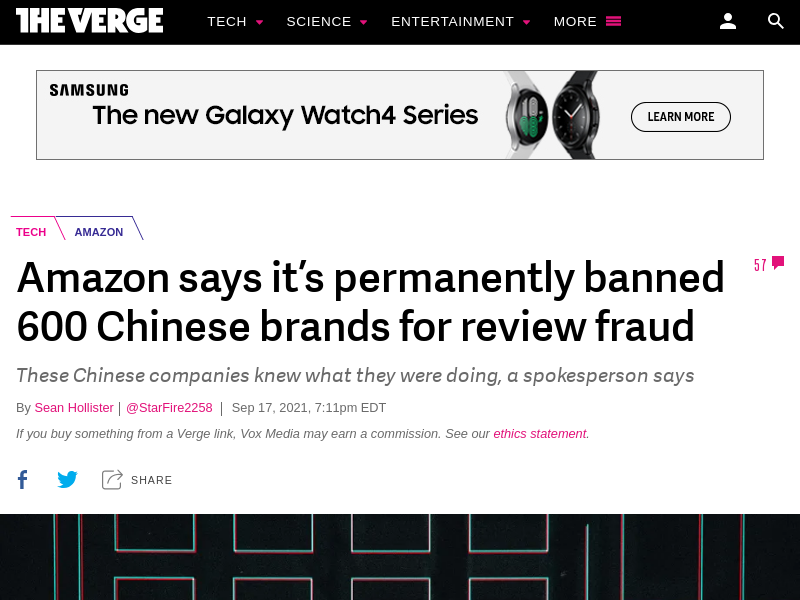 THE VERGE
TECH SCIENCE ENTERTAINMENT MORE
SAMSUNG
The new Galaxy Watch4 Series
LEARN MORE
TECH AMAZON
Amazon says it’s permanently banned
600 Chinese brands for review fraud
57
These Chinese companies knew what they were doing, a spokesperson says
By Sean Hollister | @StarFire2258 | Sep 17, 2021, 7:11pm EDT
If you buy something from a Verge link, Vox Media may earn a commission. See our ethics statement.
SHARE